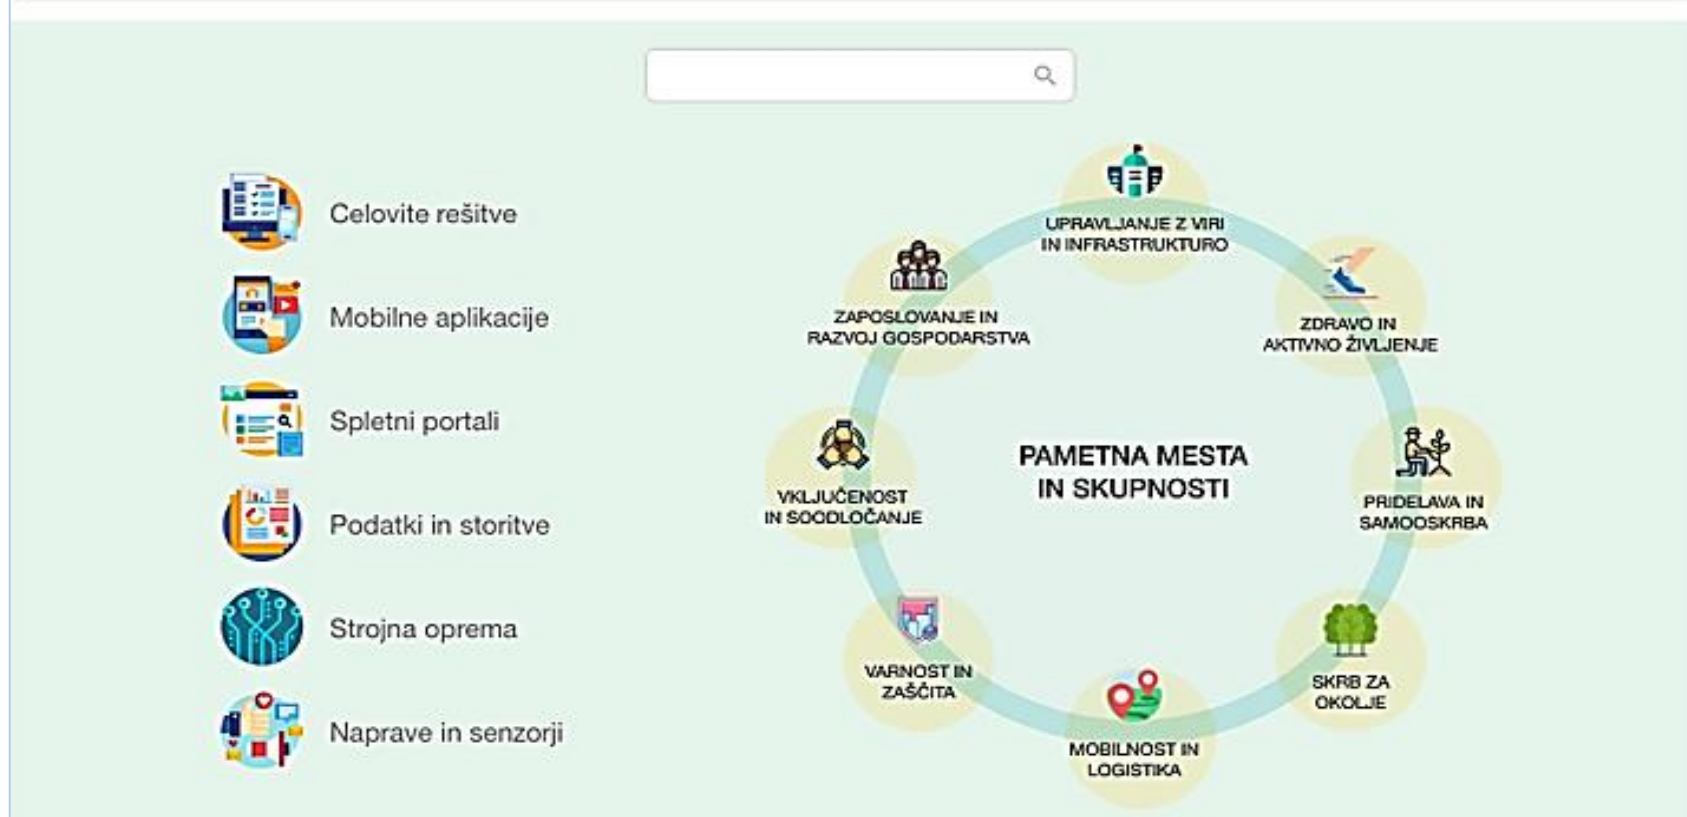 Celovite rešitve
Mobilne aplikacije
Spletni portali
Podatki in storitve
Strojna oprema
Naprave in senzorji
UPRAVLJANJE Z VIRI
IN INFRASTRUKTURO
ZDRAVO IN
AKTIVNO ŽIVLJENJE
PRIDELAVA IN
SAMOOSKRBA
SKRB ZA
OKOLJE
MOBILNOST IN
LOGISTIKA
VARNOST IN
ZAŠČITA
VKLJUČENOST
IN SOODLOČANJE
ZAPOSLOVANJE IN
RAZVOJ GOSPODARSTVA
PAMETNA MESTA
IN SKUPNOSTI